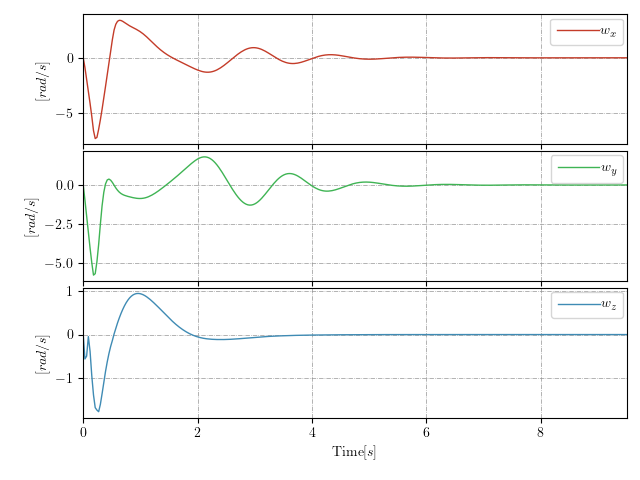 0
−5
[rad/s]
w_x
0.0
−2.5
−5.0
[rad/s]
w_y
1
0
−1
[rad/s]
w_z
0 2 4 6 8
Time[s]